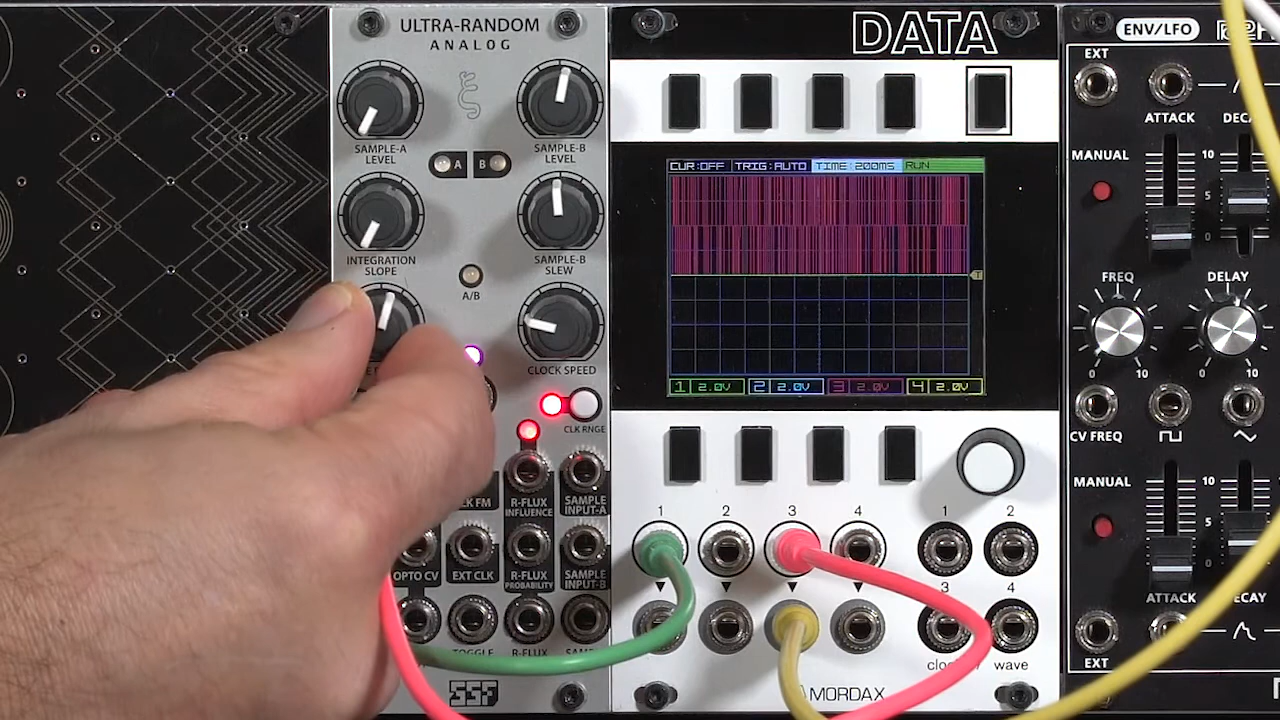 ULTRA-RANDOM
ANALOG
SAMPLE-A
LEVEL
SAMPLE-B
LEVEL
A
B
INTEGRATION
SLOPE
SAMPLE-B
SLEW
A/B
CLOCK SPEED
CLK RNGE
FM
R-FLUX
INFLUENCE
SAMPLE
INPUT-A
OPTO CV
EXT CLK
R-FLUX
PROBABILITY
SAMPLE
INPUT-B
TOGGLE
R-FLUX
SSF
DATA
CUR:OFF
TRIG:AUTO
TIME:200mS
RUN
T
1 2.0V
2 2.0V
3 2.0V
4 2.0V
1
2
3
4
1
2
3
4
wave
MORDAX
ENV/LFO
EXT
ATTACK
MANUAL
10
5
0
FREQ
DELAY
0
10
0
10
CV FREQ
MANUAL
10
5
0
ATTACK
EXT